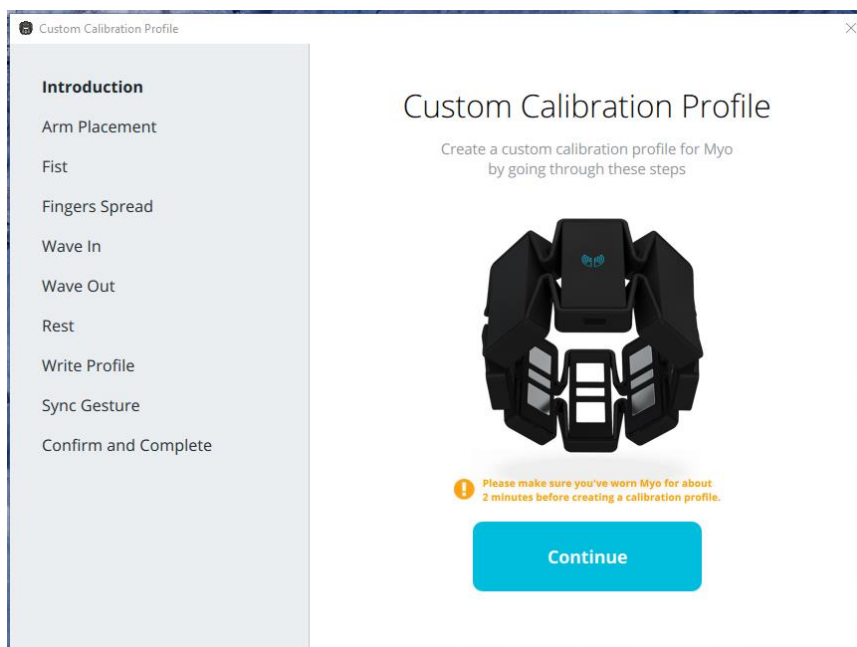 Custom Calibration Profile
Introduction
Arm Placement
Fist
Fingers Spread
Wave In
Wave Out
Rest
Write Profile
Sync Gesture
Confirm and Complete
Custom Calibration Profile
Create a custom calibration profile for Myo
by going through these steps
Please make sure you've worn Myo for about
2 minutes before creating a calibration profile.
Continue